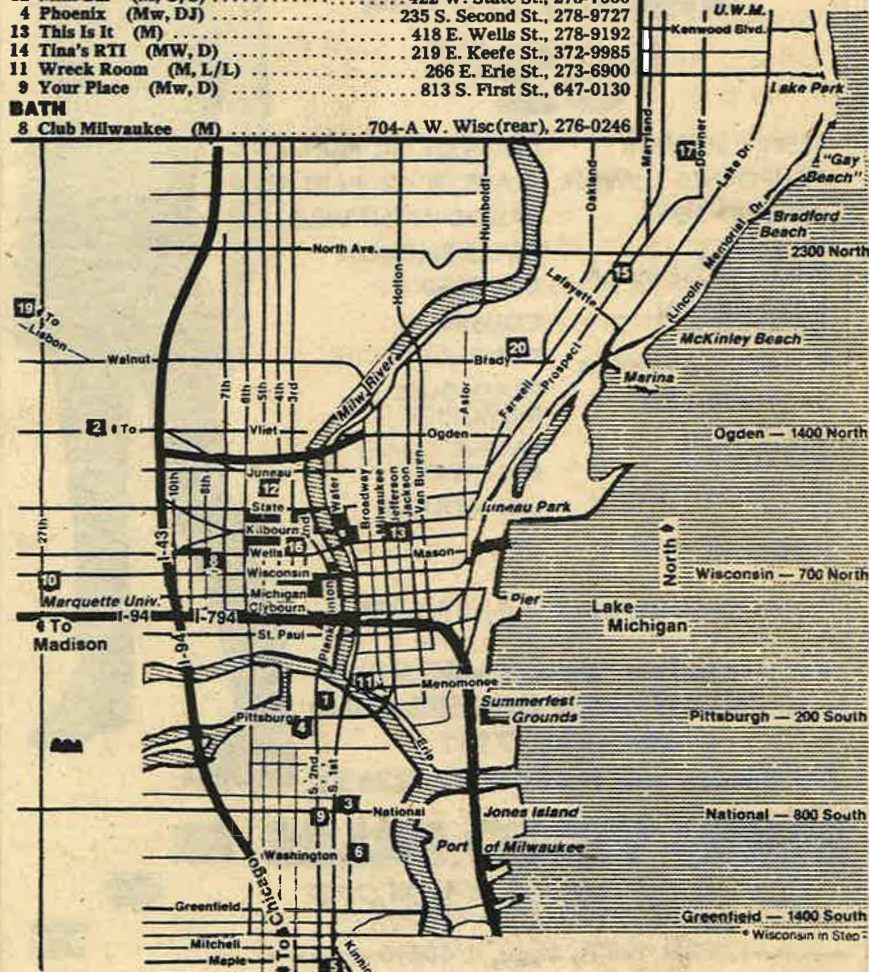 4 Phoenix (Mw, DJ) 235 S. Second St., 278-9727
13 This Is It (M) 418 E. Wells St., 278-9192
14 Tina's RTI (MW, D) 219 E. Keefe St., 372-9985
11 Wreck Room (M, L/L) 266 E. Erie St., 273-6900
9 Your Place (Mw, D) 813 S. First St., 647-0130
BATH
8 Club Milwaukee (M) 704-A W. Wisc(rear), 276-0246
U.W.M.
Kenwood Blvd.
Lake Park
Maryland
Downer
17
Lake Dr.
"Gay
Beach"
Humboldt
Oakland
Bradford
Beach
North Ave.
2300 North
Lincoln Memorial Dr.
15
Lafayette
Holton
19
To
Lisbon
McKinley Beach
Walnut
Brady
20
Marina
Milw. River
7th
6th
5th
4th
3rd
Astor
Farwell
Prospect
2
To
Vliet
Ogden
Ogden — 1400 North
Juneau
12
10th
8th
State
Water
Broadway
Milwaukee
Jefferson
Jackson
Van Buren
Juneau Park
27th
I-43
Kilbourn
2nd
13
Wells
16
Mason
North
Wisconsin
Wisconsin — 700 North
10
Michigan
Marquette Univ.
Clybourn
Pier
Lake
Michigan
I-94
I-794
To
Madison
St. Paul
I-94
11
Menomonee
1
Summerfest
Grounds
Pittsburgh
4
Pittsburgh — 200 South
Erie
S. 2nd
S. 1st
3
9
National
Jones Island
National — 800 South
Washington
6
Port
of Milwaukee
To Chicago
Greenfield
Greenfield — 1400 South
Mitchell
Maple
5
Wisconsin In Step